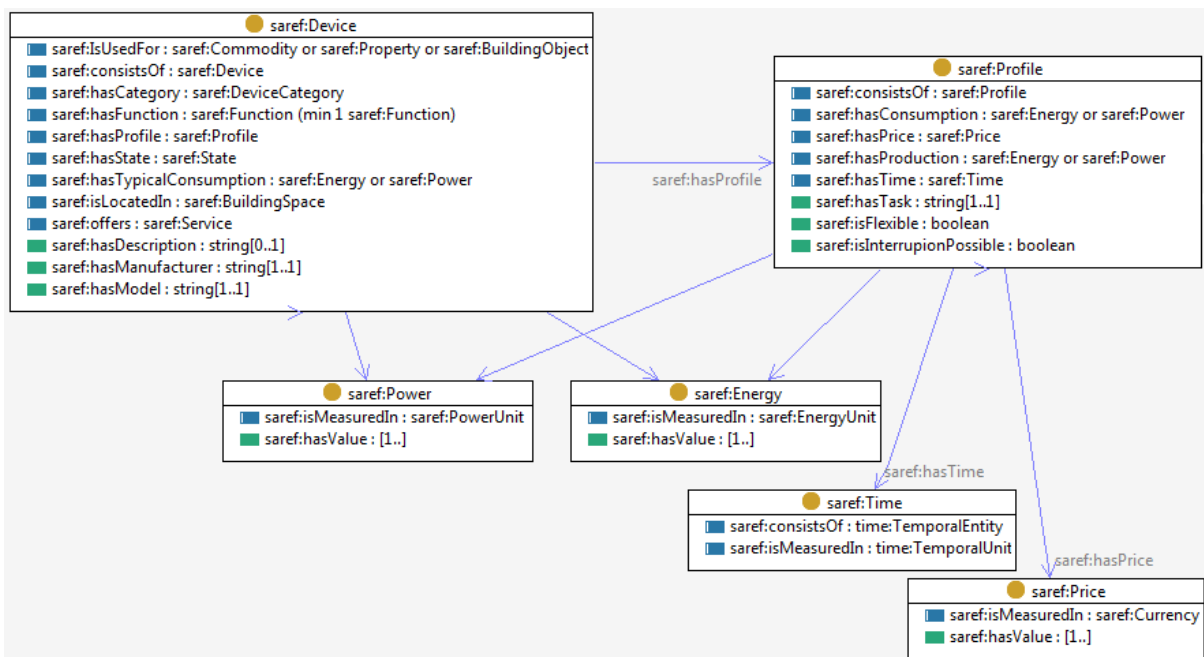 saref:Device
saref:IsUsedFor : saref:Commodity or saref:Property or saref:BuildingObject
saref:consistsOf : saref:Device
saref:hasCategory : saref:DeviceCategory
saref:hasFunction : saref:Function (min 1 saref:Function)
saref:hasProfile : saref:Profile
saref:hasState : saref:State
saref:hasTypicalConsumption : saref:Energy or saref:Power
saref:isLocatedIn : saref:BuildingSpace
saref:offers : saref:Service
saref:hasDescription : string[0..1]
saref:hasManufacturer : string[1..1]
saref:hasModel : string[1..1]
saref:hasProfile
saref:Profile
saref:consistsOf : saref:Profile
saref:hasConsumption : saref:Energy or saref:Power
saref:hasPrice : saref:Price
saref:hasProduction : saref:Energy or saref:Power
saref:hasTime : saref:Time
saref:hasTask : string[1..1]
saref:isFlexible : boolean
saref:isInterrupionPossible : boolean
saref:Power
saref:isMeasuredIn : saref:PowerUnit
saref:hasValue : [1..]
saref:Energy
saref:isMeasuredIn : saref:EnergyUnit
saref:hasValue : [1..]
saref:hasTime
saref:Time
saref:consistsOf : time:TemporalEntity
saref:isMeasuredIn : time:TemporalUnit
saref:hasPrice
saref:Price
saref:isMeasuredIn : saref:Currency
saref:hasValue : [1..]